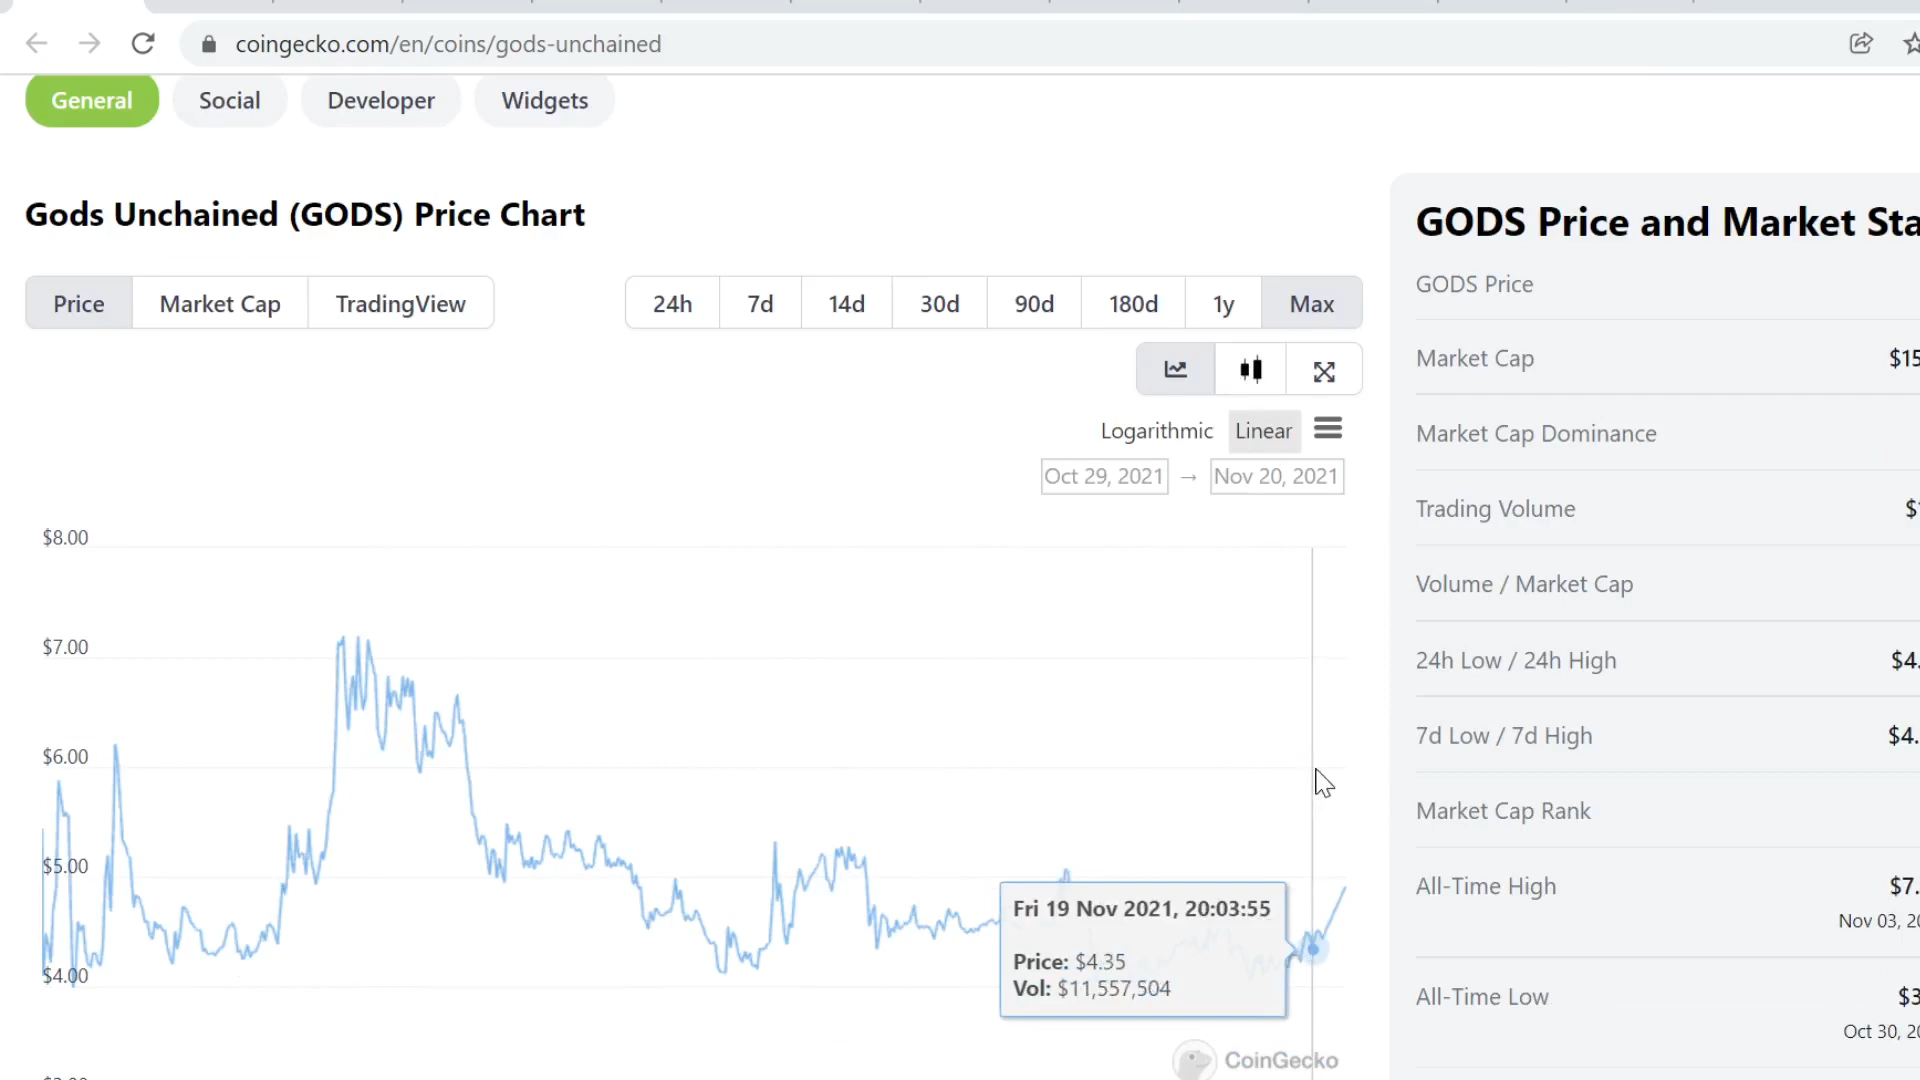 coingecko.com/en/coins/gods-unchained
General
Social
Developer
Widgets
Gods Unchained (GODS) Price Chart
Price
Market Cap
TradingView
24h
7d
14d
30d
90d
180d
1y
Max
Logarithmic
Linear
Oct 29, 2021 → Nov 20, 2021
$8.00
$7.00
$6.00
$5.00
$4.00
Fri 19 Nov 2021, 20:03:55
Price: $4.35
Vol: $11,557,504
CoinGecko
GODS Price and Market Sta
GODS Price
Market Cap $15
Market Cap Dominance
Trading Volume $
Volume / Market Cap
24h Low / 24h High $4.
7d Low / 7d High $4.
Market Cap Rank
All-Time High $7.
Nov 03, 20
All-Time Low $3
Oct 30, 20